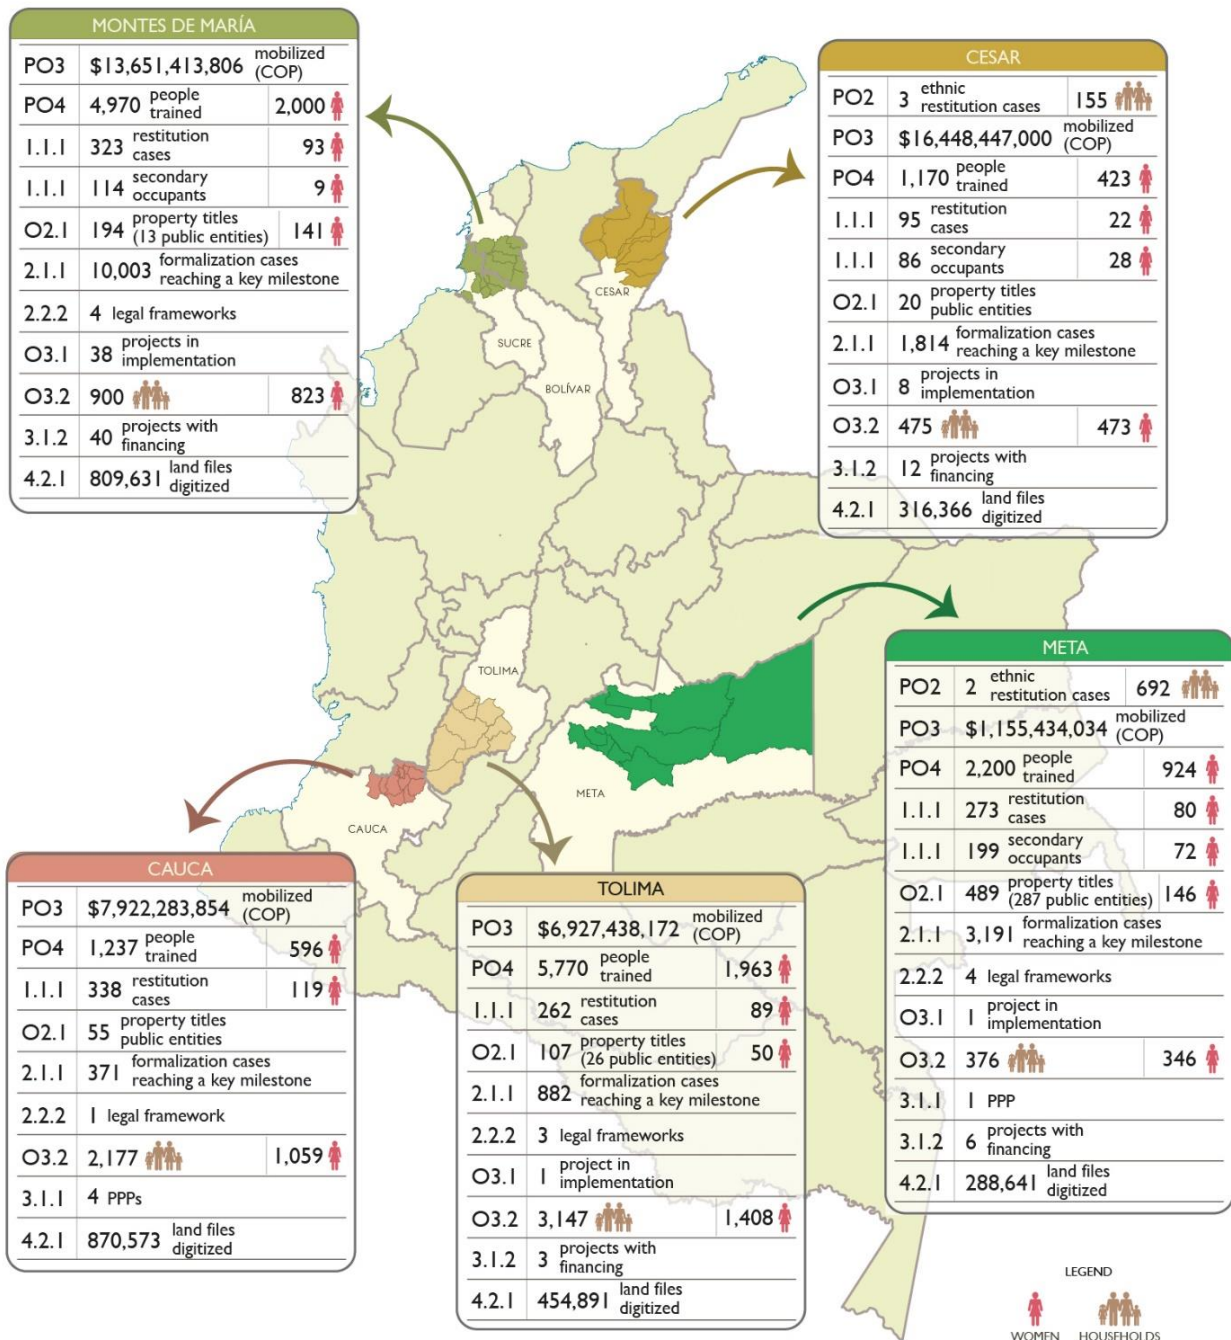 MONTES DE MARÍA
PO3 $13,651,413,806 mobilized (COP)
PO4 4,970 people trained 2,000
1.1.1 323 restitution cases 93
1.1.1 114 secondary occupants 9
O2.1 194 property titles (13 public entities) 141
2.1.1 10,003 formalization cases reaching a key milestone
2.2.2 4 legal frameworks
O3.1 38 projects in implementation
O3.2 900 823
3.1.2 40 projects with financing
4.2.1 809,631 land files digitized
CESAR
PO2 3 ethnic restitution cases 155
PO3 $16,448,447,000 mobilized (COP)
PO4 1,170 people trained 423
1.1.1 95 restitution cases 22
1.1.1 86 secondary occupants 28
O2.1 20 property titles public entities
2.1.1 1,814 formalization cases reaching a key milestone
O3.1 8 projects in implementation
O3.2 475 473
3.1.2 12 projects with financing
4.2.1 316,366 land files digitized
CESAR
SUCRE
BOLÍVAR
TOLIMA
META
CAUCA
META
PO2 2 ethnic restitution cases 692
PO3 $1,155,434,034 mobilized (COP)
PO4 2,200 people trained 924
1.1.1 273 restitution cases 80
1.1.1 199 secondary occupants 72
O2.1 489 property titles (287 public entities) 146
2.1.1 3,191 formalization cases reaching a key milestone
2.2.2 4 legal frameworks
O3.1 1 project in implementation
O3.2 376 346
3.1.1 1 PPP
3.1.2 6 projects with financing
4.2.1 288,641 land files digitized
CAUCA
PO3 $7,922,283,854 mobilized (COP)
PO4 1,237 people trained 596
1.1.1 338 restitution cases 119
O2.1 55 property titles public entities
2.1.1 371 formalization cases reaching a key milestone
2.2.2 1 legal framework
O3.2 2,177 1,059
3.1.1 4 PPPs
4.2.1 870,573 land files digitized
TOLIMA
PO3 $6,927,438,172 mobilized (COP)
PO4 5,770 people trained 1,963
1.1.1 262 restitution cases 89
O2.1 107 property titles (26 public entities) 50
2.1.1 882 formalization cases reaching a key milestone
2.2.2 3 legal frameworks
O3.1 1 project in implementation
O3.2 3,147 1,408
3.1.2 3 projects with financing
4.2.1 454,891 land files digitized
LEGEND
WOMEN HOUSEHOLDS